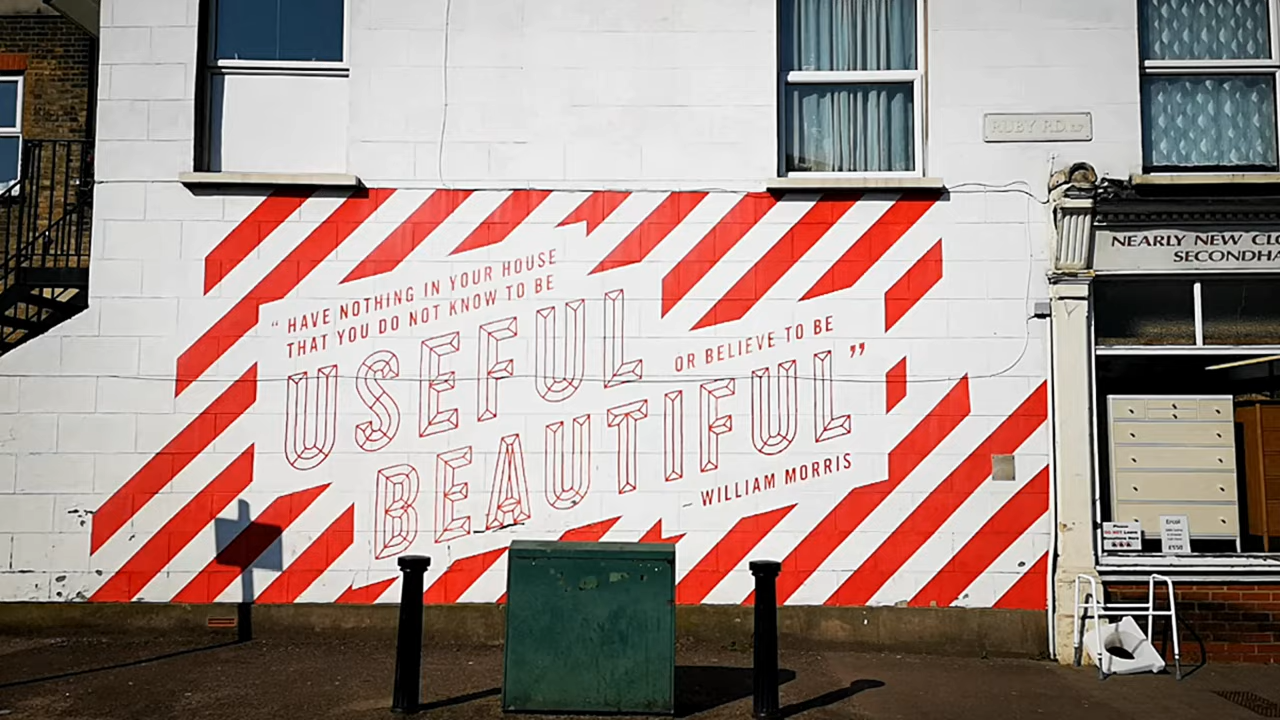 RUBY RD.
NEARLY NEW CLO
SECONDHA
“ HAVE NOTHING IN YOUR HOUSE
THAT YOU DO NOT KNOW TO BE
USEFUL
OR BELIEVE TO BE
BEAUTIFUL”
– WILLIAM MORRIS
Please